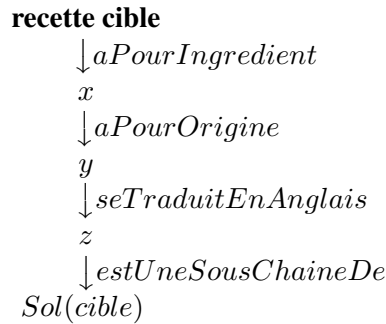 recette cible
aPourIngredient
x
aPourOrigine
y
seTraduitEnAnglais
z
estUneSousChaineDe
Sol(cible)